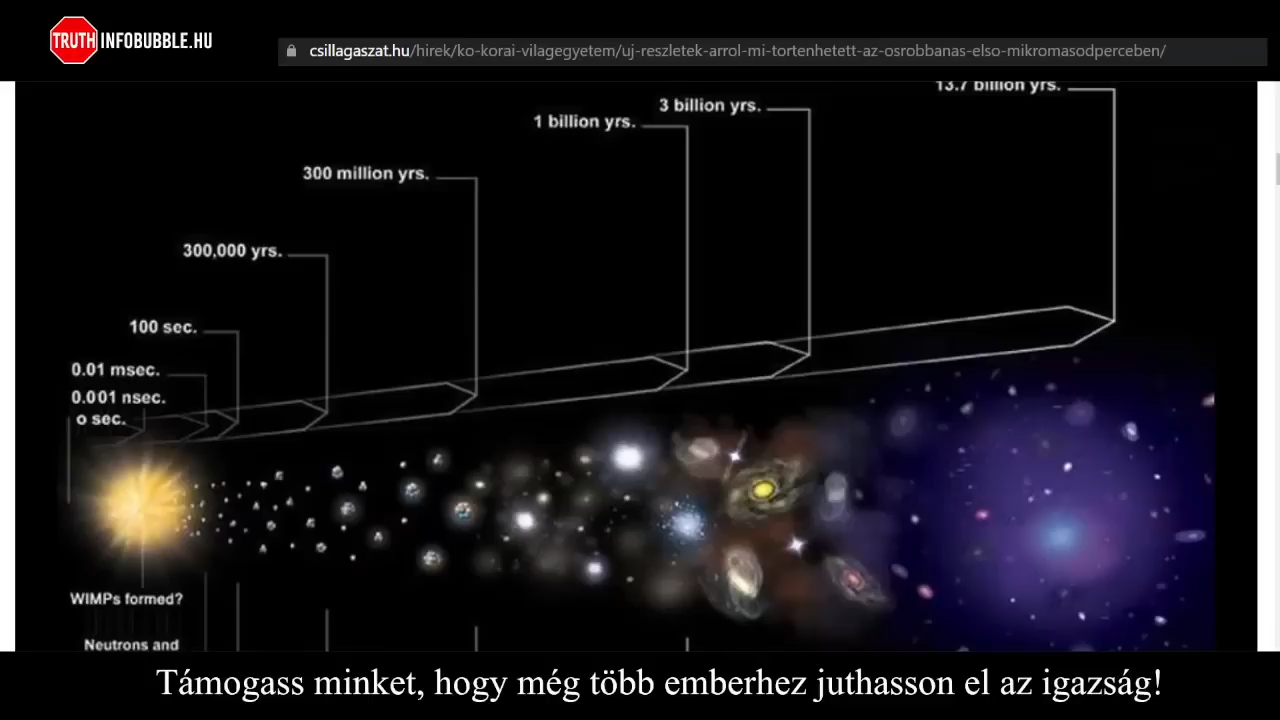 TRUTH INFOBUBBLE.HU
csillagaszat.hu/hirek/ko-korai-vilagegyetem/uj-reszletek-arrol-mi-tortenhetett-az-osrobbanas-elso-mikromasodperceben/
13.7 billion yrs.
3 billion yrs.
1 billion yrs.
300 million yrs.
300,000 yrs.
100 sec.
0.01 msec.
0.001 nsec.
o sec.
WIMPs formed?
Neutrons and
Támogass minket, hogy még több emberhez juthasson el az igazság!